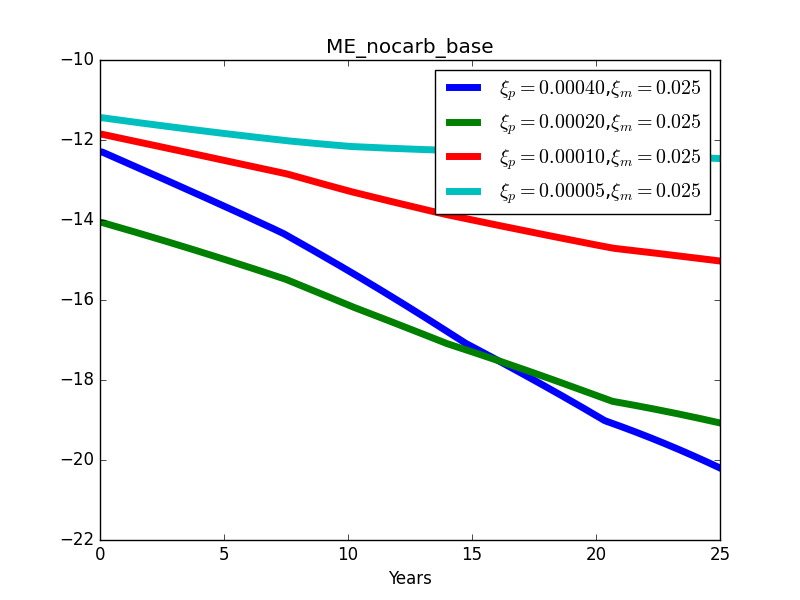 ME_nocarb_base
−10
−12
−14
−16
−18
−20
−22
ξₚ = 0.00040,ξₘ = 0.025
ξₚ = 0.00020,ξₘ = 0.025
ξₚ = 0.00010,ξₘ = 0.025
ξₚ = 0.00005,ξₘ = 0.025
0 5 10 15 20 25
Years